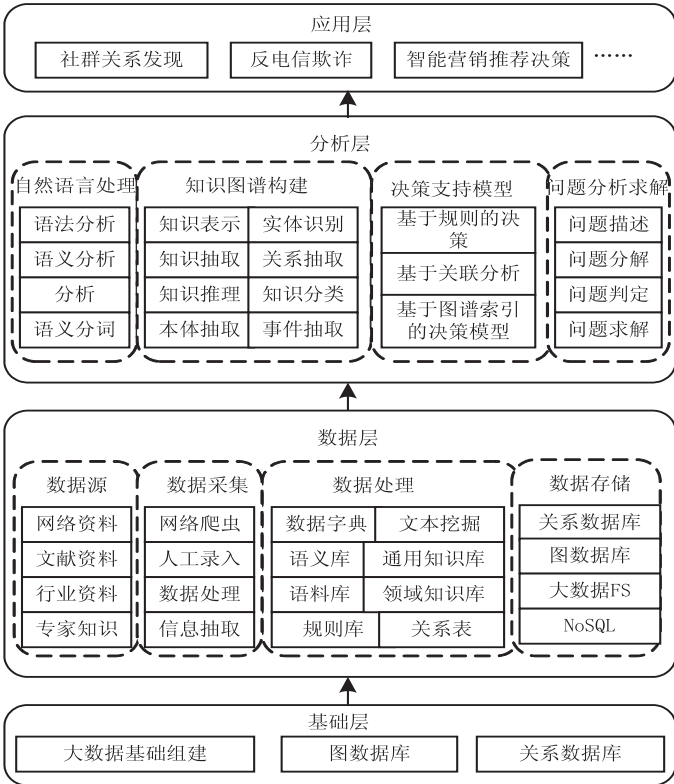 应用层
社群关系发现
反电信欺诈
智能营销推荐决策
……
分析层
自然语言处理
语法分析
语义分析
分析
语义分词
知识图谱构建
知识表示
实体识别
知识抽取
关系抽取
知识推理
知识分类
本体抽取
事件抽取
决策支持模型
基于规则的决
策
基于关联分析
基于图谱索引
的决策模型
问题分析求解
问题描述
问题分解
问题判定
问题求解
数据层
数据源
网络资料
文献资料
行业资料
专家知识
数据采集
网络爬虫
人工录入
数据处理
信息抽取
数据处理
数据字典
文本挖掘
语义库
通用知识库
语料库
领域知识库
规则库
关系表
数据存储
关系数据库
图数据库
大数据FS
NoSQL
基础层
大数据基础组建
图数据库
关系数据库